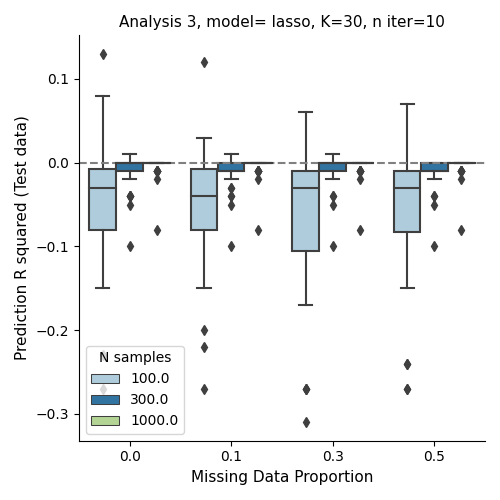 Analysis 3, model= lasso, K=30, n iter=10
Prediction R squared (Test data)
0.1
0.0
−0.1
−0.2
−0.3
N samples
100.0
300.0
1000.0
0.0 0.1 0.3 0.5
Missing Data Proportion